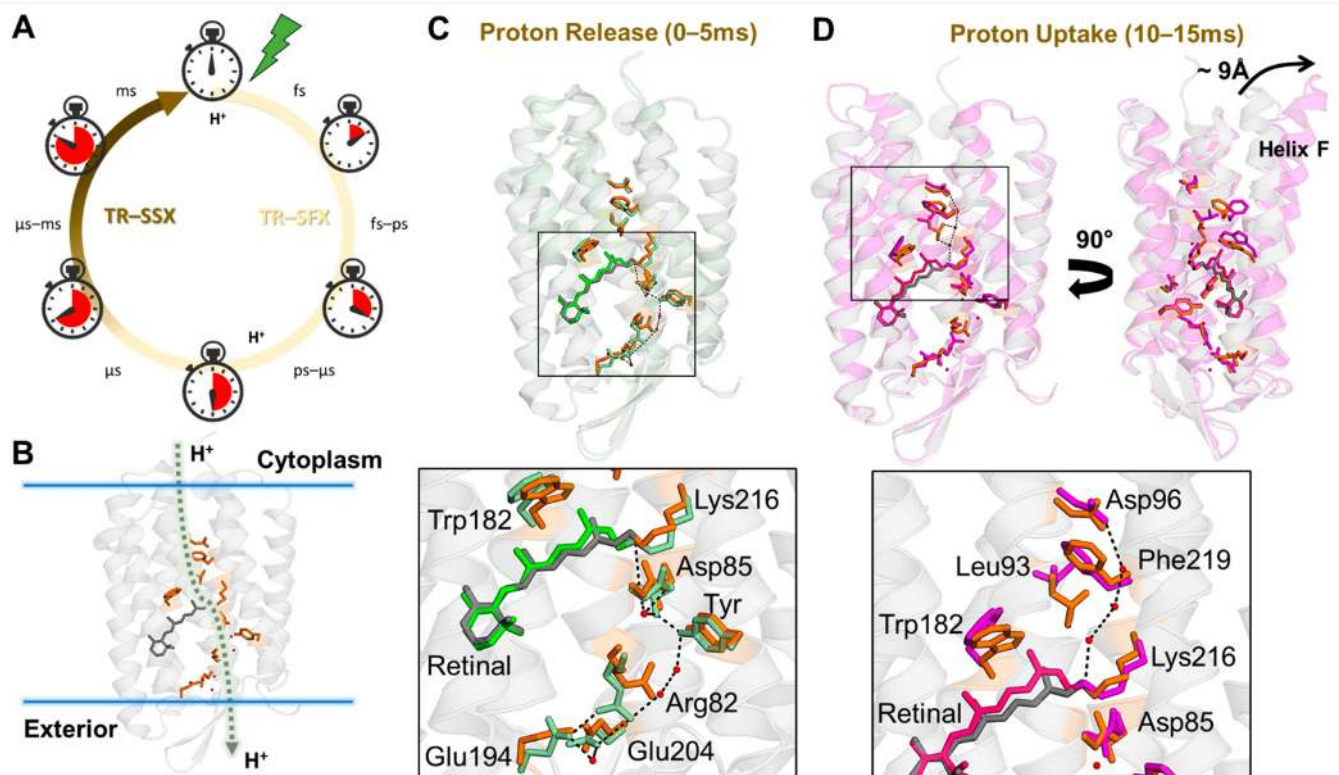 A
ms
fs
H⁺
µs–ms
TR–SSX
TR–SFX
fs–ps
H⁺
µs
ps–µs
B
H⁺
Cytoplasm
Exterior
H⁺
C
Proton Release (0–5ms)
Trp182
Lys216
Asp85
Tyr
Retinal
Arg82
Glu194
Glu204
D
Proton Uptake (10–15ms)
~ 9Å
Helix F
90°
Asp96
Leu93
Phe219
Trp182
Lys216
Retinal
Asp85